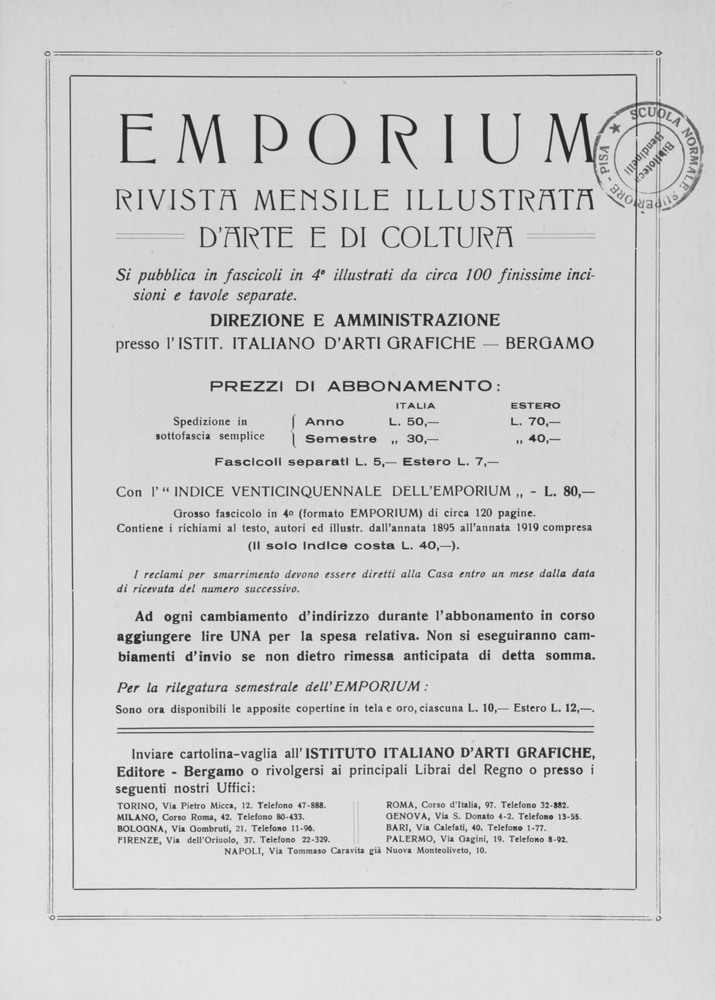 EMPORIUM
RIVISTA MENSILE ILLUSTRATA
D'ARTE E DI COLTURA
SCUOLA NORMALE SUPERIORE - PISA ★
Biblioteca
Bendinelli
Si pubblica in fascicoli in 4° illustrati da circa 100 finissime inci-
sioni e tavole separate.
DIREZIONE E AMMINISTRAZIONE
presso l'ISTIT. ITALIANO D'ARTI GRAFICHE — BERGAMO
PREZZI DI ABBONAMENTO:
ITALIA ESTERO
Spedizione in sottofascia semplice { Anno L. 50,— L. 70,—
Semestre „ 30,— „ 40,—
Fascicoli separati L. 5,— Estero L. 7,—
Con l'“ INDICE VENTICINQUENNALE DELL'EMPORIUM „ - L. 80,—
Grosso fascicolo in 4o (formato EMPORIUM) di circa 120 pagine.
Contiene i richiami al testo, autori ed illustr. dall'annata 1895 all'annata 1919 compresa
(Il solo Indice costa L. 40,—).
I reclami per smarrimento devono essere diretti alla Casa entro un mese dalla data
di ricevuta del numero successivo.
Ad ogni cambiamento d'indirizzo durante l'abbonamento in corso
aggiungere lire UNA per la spesa relativa. Non si eseguiranno cam-
biamenti d'invio se non dietro rimessa anticipata di detta somma.
Per la rilegatura semestrale dell'EMPORIUM :
Sono ora disponibili le apposite copertine in tela e oro, ciascuna L. 10,— Estero L. 12,—.
Inviare cartolina-vaglia all'ISTITUTO ITALIANO D'ARTI GRAFICHE,
Editore - Bergamo o rivolgersi ai principali Librai del Regno o presso i
seguenti nostri Uffici:
TORINO, Via Pietro Micca, 12. Telefono 47-888.
MILANO, Corso Roma, 42. Telefono 80-433.
BOLOGNA, Via Gombruti, 21. Telefono 11-96.
FIRENZE, Via dell'Oriuolo, 37. Telefono 22-329.
ROMA, Corso d'Italia, 97. Telefono 32-882.
GENOVA, Via S. Donato 4-2. Telefono 13-55.
BARI, Via Calefati, 40. Telefono 1-77.
PALERMO, Via Gagini, 19. Telefono 8-92.
NAPOLI, Via Tommaso Caravita già Nuova Monteoliveto, 10.